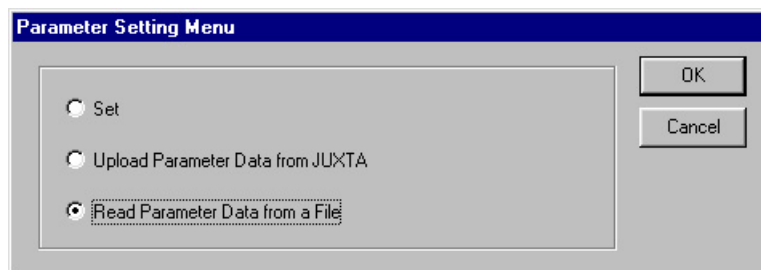 Parameter Setting Menu
OK
Set
Cancel
Upload Parameter Data from JUXTA
Read Parameter Data from a File